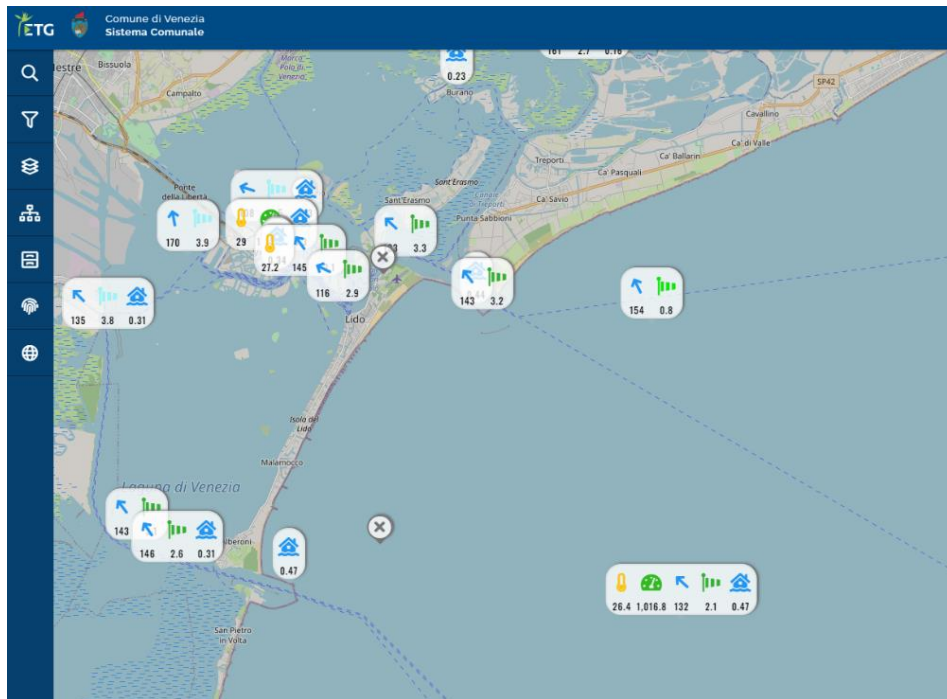 ETG
Comune di Venezia
Sistema Comunale
Bissuola
Campalto
0.23
Burano
SP42
Cavallino
Ca' di Valle
Ca' Ballarin
Treporti
Ca' Pasquali
Ca' Savio
Sant'Erasmo
Sant'Erasmo
Punta Sabbioni
Ponte
della Libertà
170 3.9
29
3.3
27.2 145
116 2.9
143 3.2
154 0.8
135 3.8 0.31
Lido
Isola del
Lido
Malamocco
Laguna di Venezia
143
146 2.6 0.31
0.47
26.4 1,016.8 132 2.1 0.47
San Pietro
in Volta